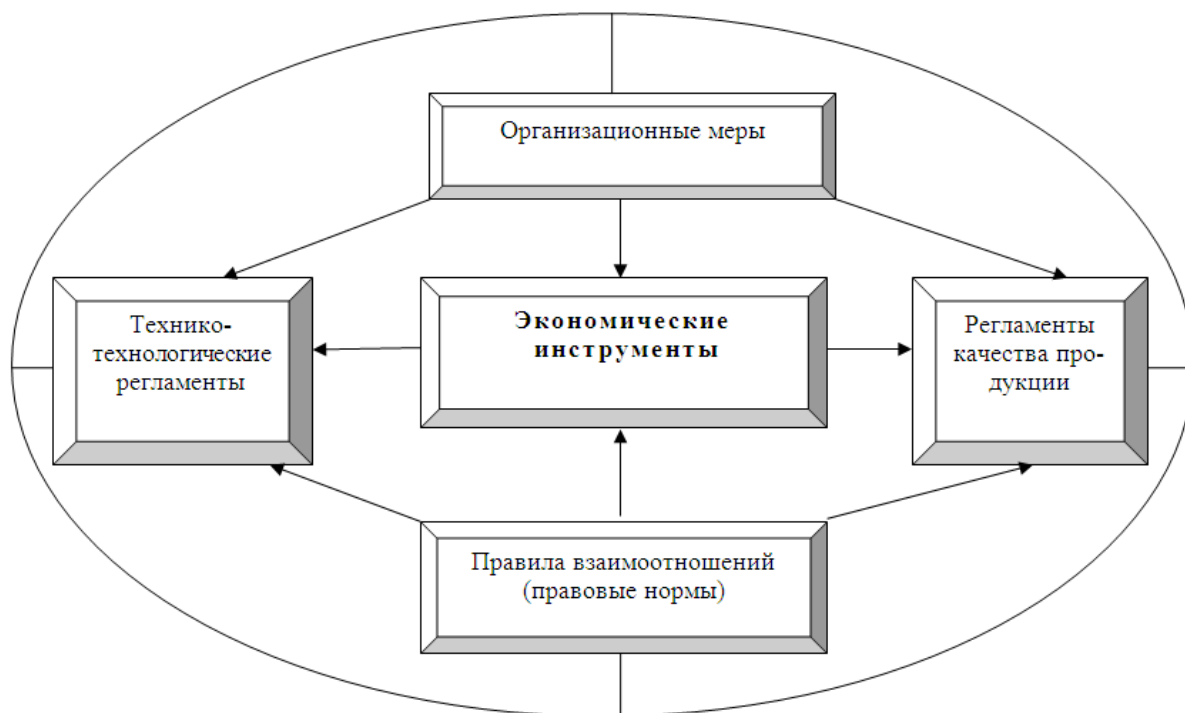 Организационные меры
Технико-
технологические
регламенты
Экономические
инструменты
Регламенты
качества про-
дукции
Правила взаимоотношений
(правовые нормы)